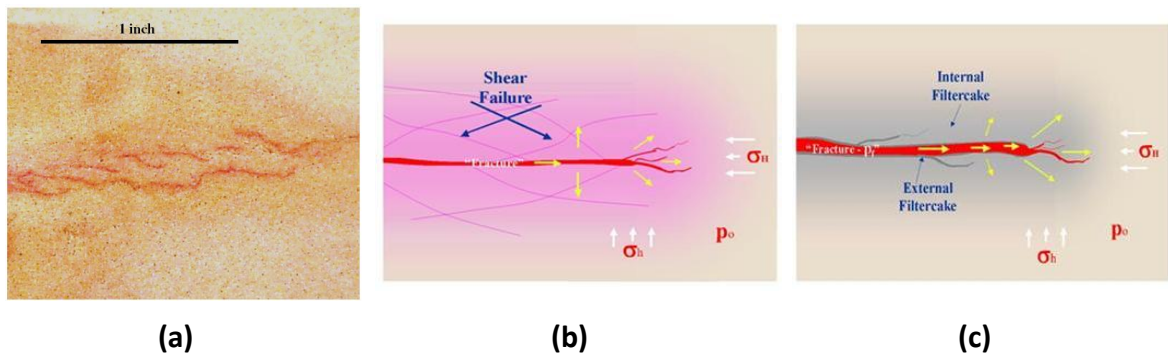 1 inch
Shear
Failure
"Fracture"
σH
σh
po
Internal
Filtercake
"Fracture - pf"
External
Filtercake
σH
σh
po
(a)
(b)
(c)